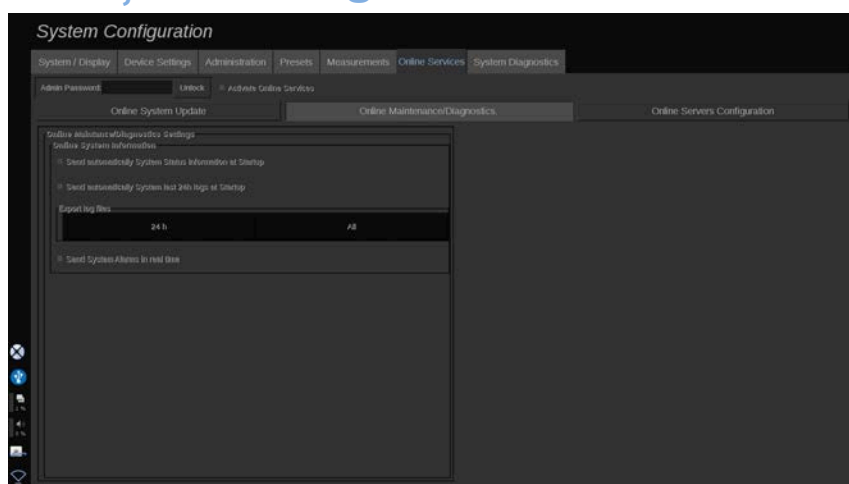 System Configuration
System / Display Device Settings Administration Presets Measurements Online Services System Diagnostics
Admin Password: Unlock Activate Online Services
Online System Update Online Maintenance/Diagnostics. Online Servers Configuration
Online Maintance/Diagnostics Settings
Online System Information
Send automatically System Status Information at Startup
Send automatically System last 24h logs at Startup
Export log files
24 h All
Send System Alarms in real time